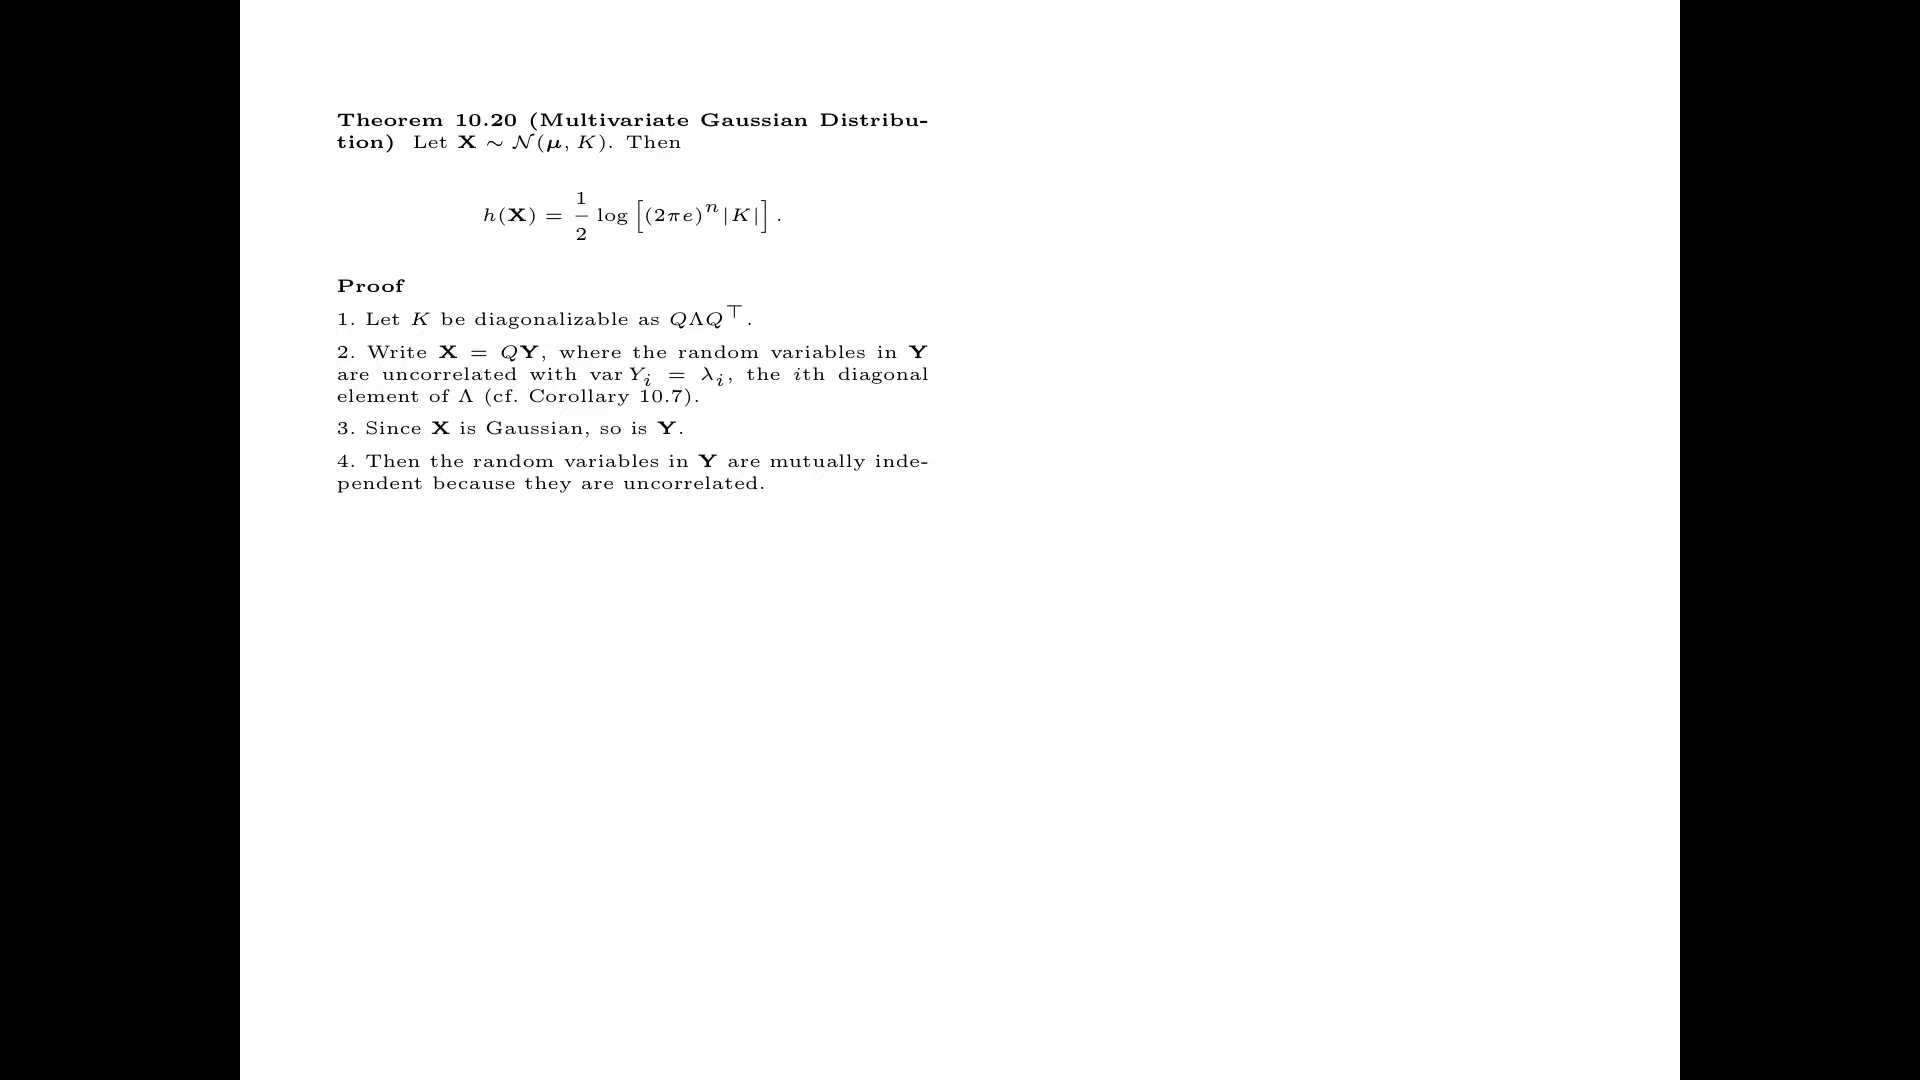 Theorem 10.20 (Multivariate Gaussian Distribu-
tion) Let X ∼ 𝒩(μ, K). Then
h(X) = 1/2 log [(2πe)^n |K|] .
Proof
1. Let K be diagonalizable as QΛQ^⊤.
2. Write X = QY, where the random variables in Y
are uncorrelated with var Y_i = λ_i, the ith diagonal
element of Λ (cf. Corollary 10.7).
3. Since X is Gaussian, so is Y.
4. Then the random variables in Y are mutually inde-
pendent because they are uncorrelated.